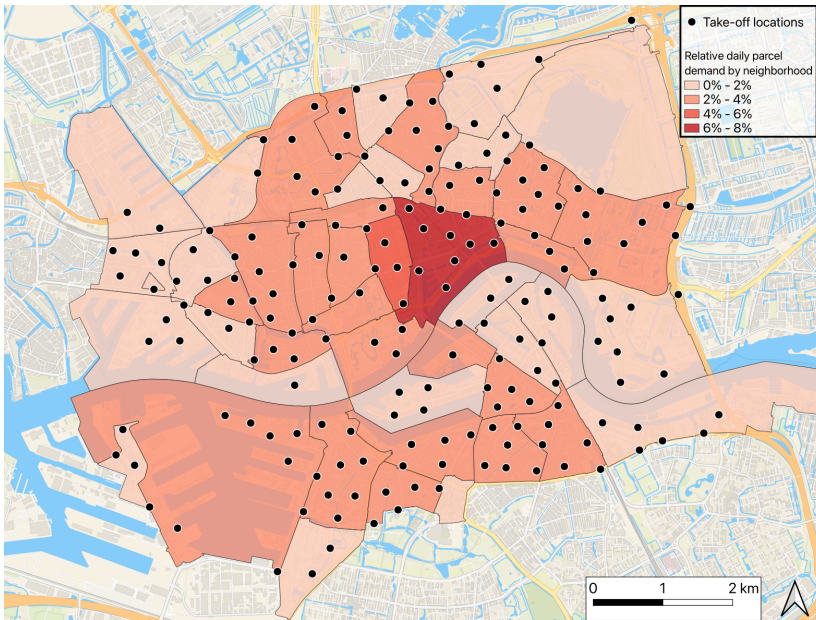 Take-off locations
Relative daily parcel
demand by neighborhood
0% - 2%
2% - 4%
4% - 6%
6% - 8%
0 1 2 km